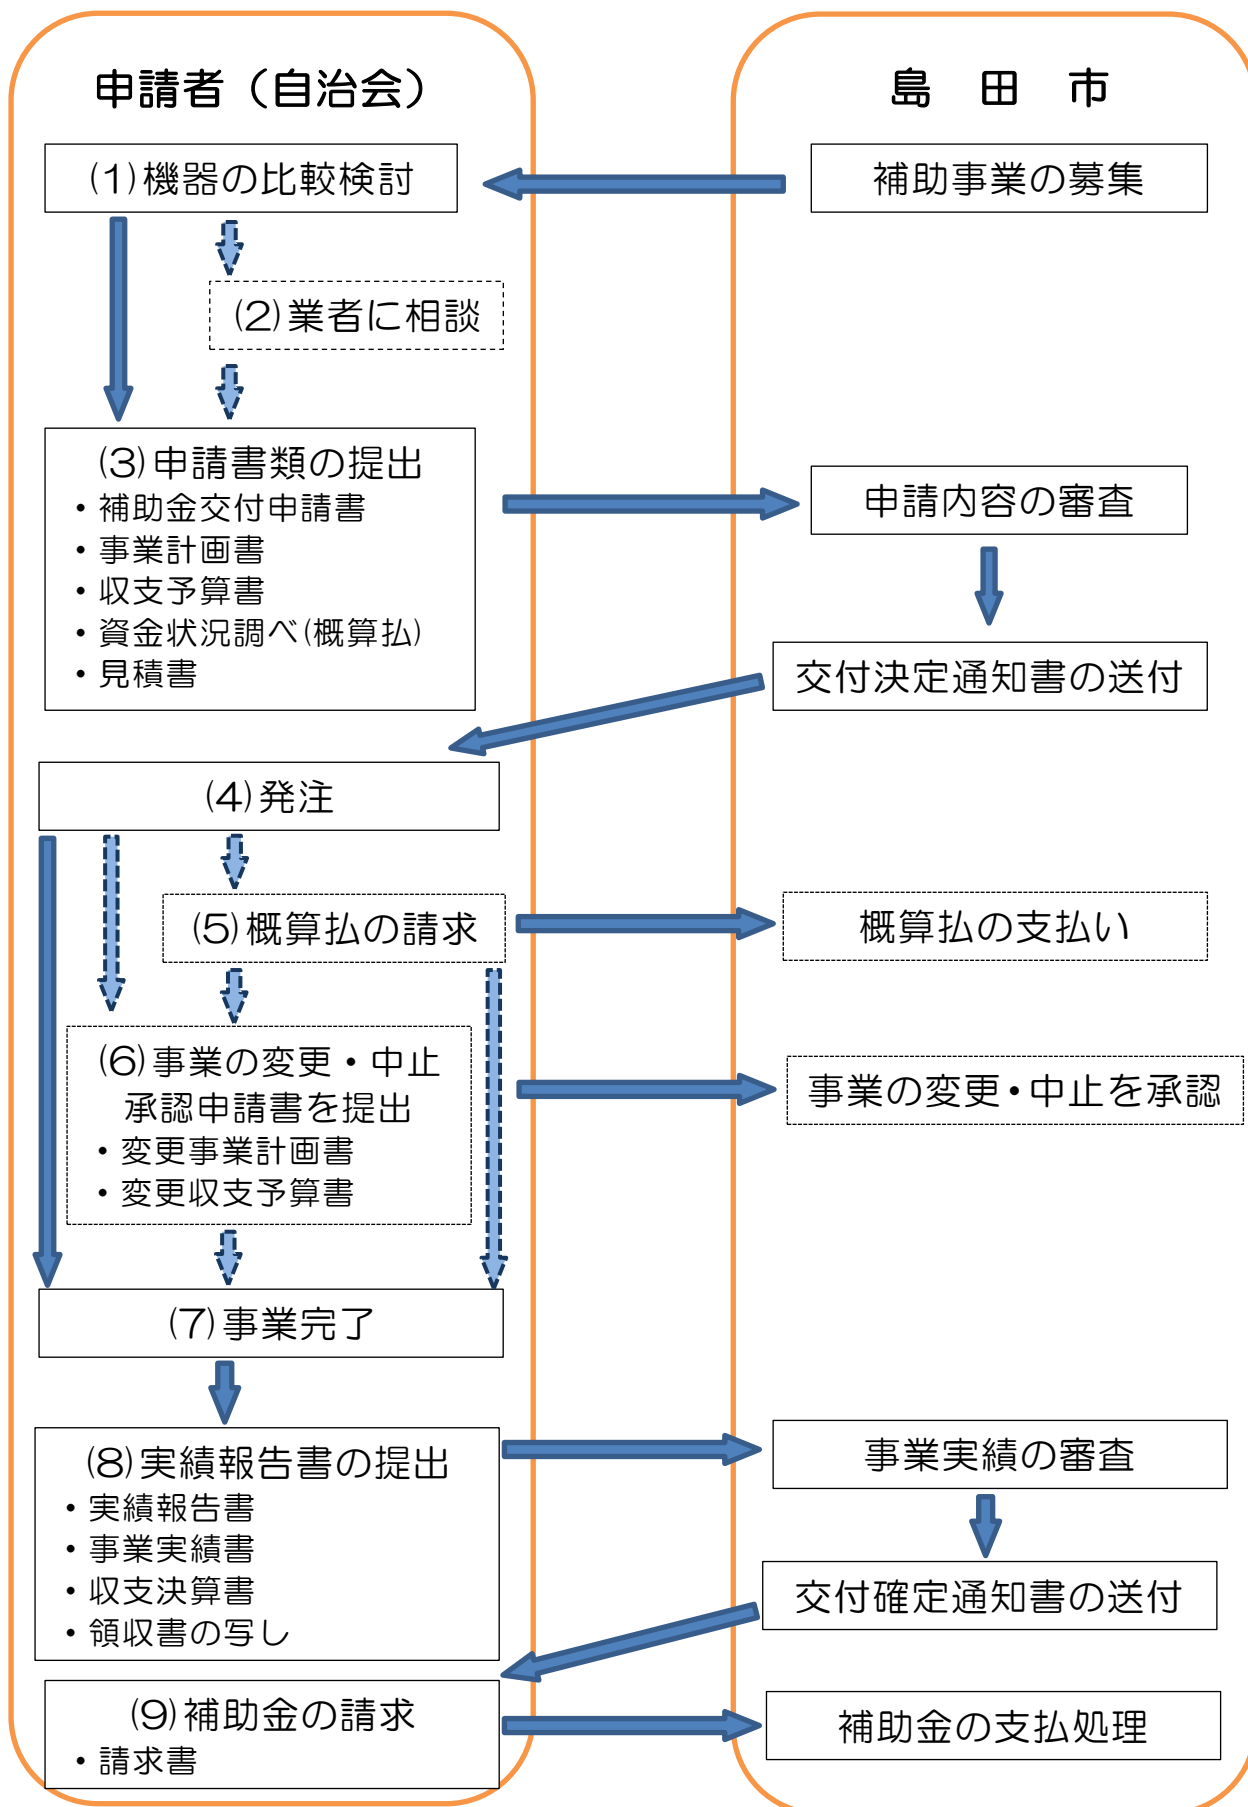 申請者（自治会）
島　田　市
(1)機器の比較検討
補助事業の募集
(2)業者に相談
(3)申請書類の提出
・補助金交付申請書
・事業計画書
・収支予算書
・資金状況調べ(概算払)
・見積書
申請内容の審査
交付決定通知書の送付
(4)発注
(5)概算払の請求
概算払の支払い
(6)事業の変更・中止
承認申請書を提出
・変更事業計画書
・変更収支予算書
事業の変更・中止を承認
(7)事業完了
(8)実績報告書の提出
・実績報告書
・事業実績書
・収支決算書
・領収書の写し
事業実績の審査
交付確定通知書の送付
(9)補助金の請求
・請求書
補助金の支払処理